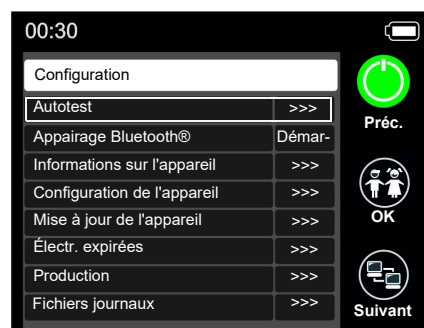 00:30
Configuration
Autotest >>>
Préc.
Appairage Bluetooth® Démar-
Informations sur l'appareil >>>
Configuration de l'appareil >>>
Mise à jour de l'appareil >>>
OK
Électr. expirées >>>
Production >>>
Fichiers journaux >>>
Suivant